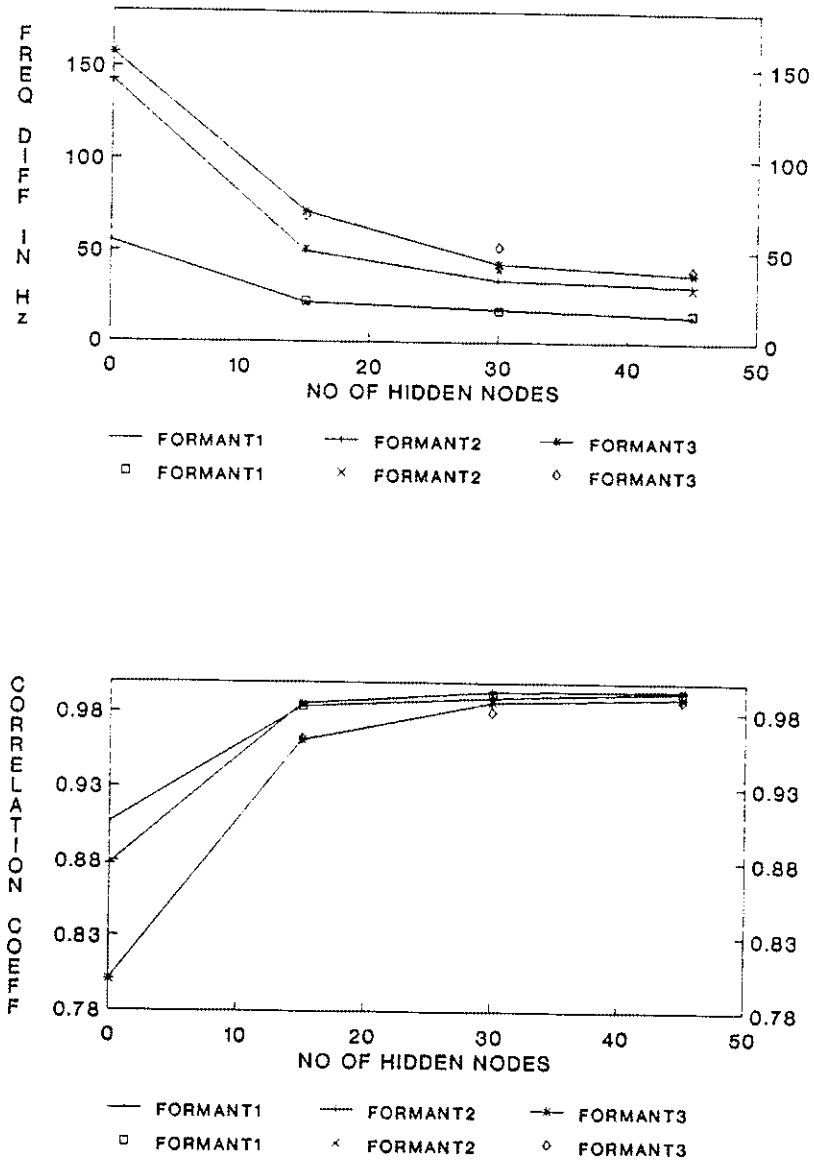 FREQ DIFF IN Hz
150
100
50
0
150
100
50
0
0 10 20 30 40 50
NO OF HIDDEN NODES
FORMANT1 FORMANT2 FORMANT3
FORMANT1 FORMANT2 FORMANT3
CORRELATION COEFF
0.98
0.93
0.88
0.83
0.78
0.98
0.93
0.88
0.83
0.78
0 10 20 30 40 50
NO OF HIDDEN NODES
FORMANT1 FORMANT2 FORMANT3
FORMANT1 FORMANT2 FORMANT3